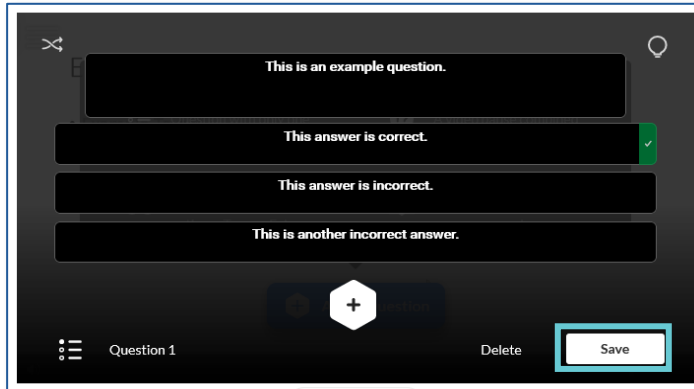 This is an example question.
This answer is correct.
This answer is incorrect.
This is another incorrect answer.
Question 1
Delete
Save